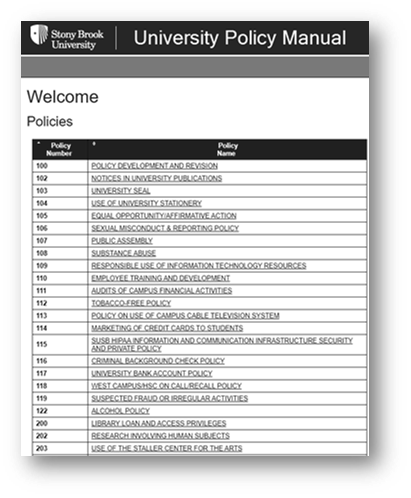 Stony Brook University Policy Manual
University
Welcome
Policies
Policy Number Policy Name
100 POLICY DEVELOPMENT AND REVISION
102 NOTICES IN UNIVERSITY PUBLICATIONS
103 UNIVERSITY SEAL
104 USE OF UNIVERSITY STATIONERY
105 EQUAL OPPORTUNITY/AFFIRMATIVE ACTION
106 SEXUAL MISCONDUCT & REPORTING POLICY
107 PUBLIC ASSEMBLY
108 SUBSTANCE ABUSE
109 RESPONSIBLE USE OF INFORMATION TECHNOLOGY RESOURCES
110 EMPLOYEE TRAINING AND DEVELOPMENT
111 AUDITS OF CAMPUS FINANCIAL ACTIVITIES
112 TOBACCO-FREE POLICY
113 POLICY ON USE OF CAMPUS CABLE TELEVISION SYSTEM
114 MARKETING OF CREDIT CARDS TO STUDENTS
115 SUSB HIPAA INFORMATION AND COMMUNICATION INFRASTRUCTURE SECURITY
AND PRIVATE POLICY
116 CRIMINAL BACKGROUND CHECK POLICY
117 UNIVERSITY BANK ACCOUNT POLICY
118 WEST CAMPUS/HSC ON CALL/RECALL POLICY
119 SUSPECTED FRAUD OR IRREGULAR ACTIVITIES
122 ALCOHOL POLICY
200 LIBRARY LOAN AND ACCESS PRIVILEGES
202 RESEARCH INVOLVING HUMAN SUBJECTS
203 USE OF THE STALLER CENTER FOR THE ARTS